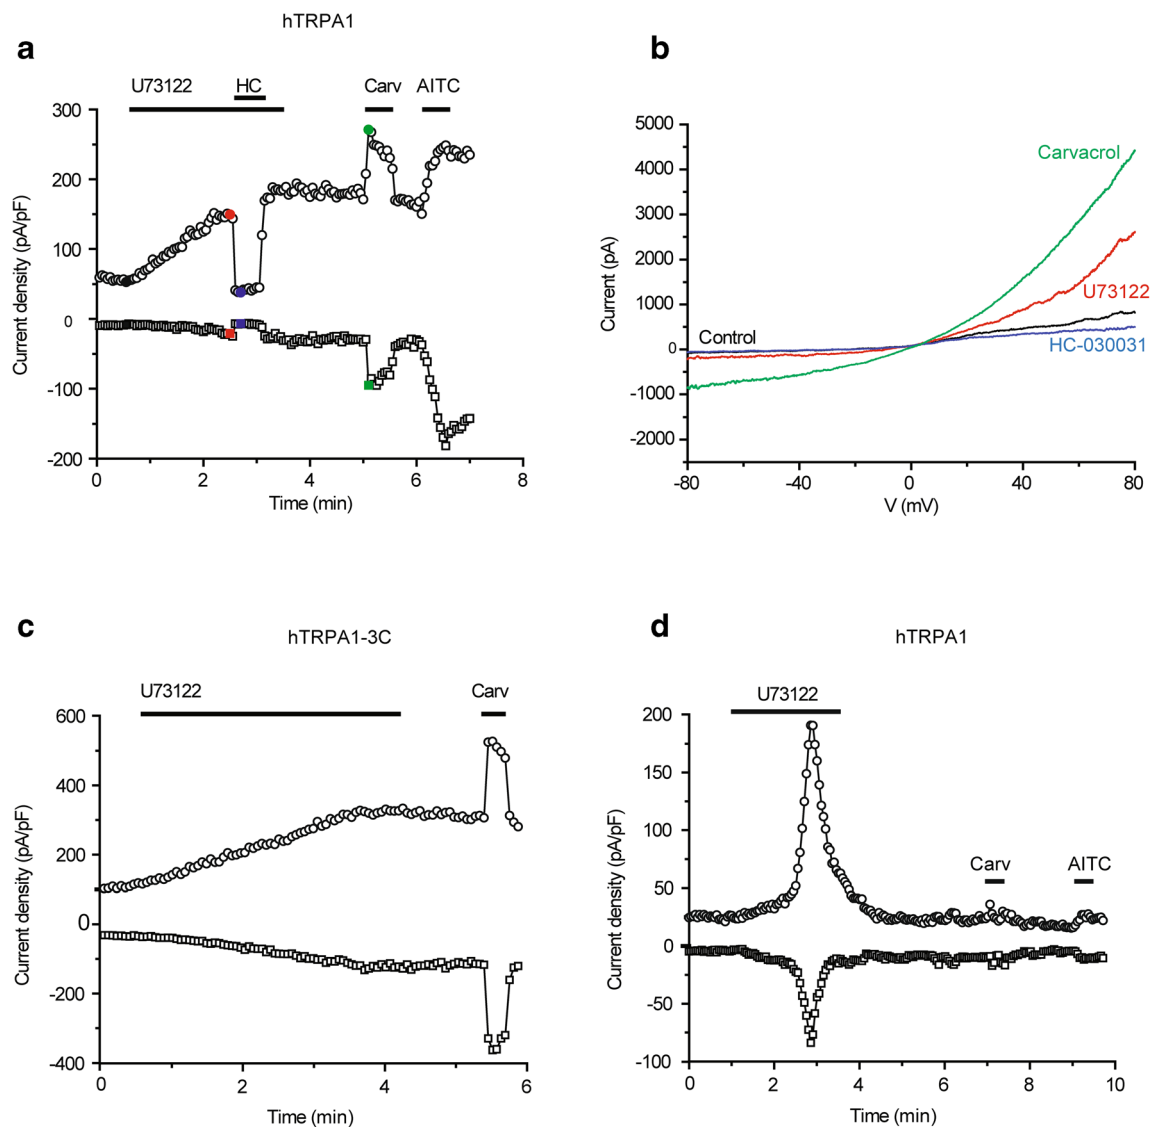 hTRPA1
a
U73122
HC
Carv
AITC
300
200
100
0
-100
-200
Current density (pA/pF)
0 2 4 6 8
Time (min)
b
5000
4000
3000
2000
1000
0
-1000
-2000
Current (pA)
Carvacrol
U73122
Control
HC-030031
-80 -40 0 40 80
V (mV)
c
hTRPA1-3C
U73122
Carv
600
400
200
0
-200
-400
Current density (pA/pF)
0 2 4 6
Time (min)
d
hTRPA1
U73122
Carv
AITC
200
150
100
50
0
-50
-100
Current density (pA/pF)
0 2 4 6 8 10
Time (min)